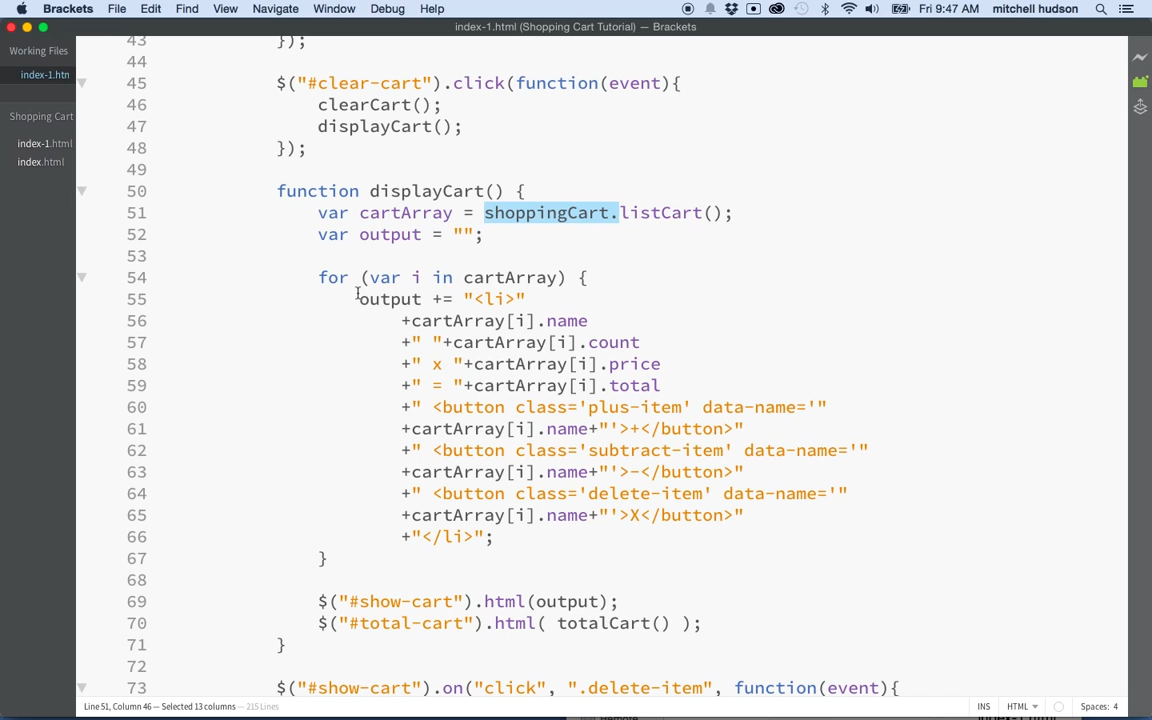 Brackets File Edit Find View Navigate Window Debug Help Fri 9:47 AM mitchell hudson
index-1.html (Shopping Cart Tutorial) — Brackets
Working Files
index-1.htn
Shopping Cart
index-1.html
index.html
43 });
44
45 $("#clear-cart").click(function(event){
46 clearCart();
47 displayCart();
48 });
49
50 function displayCart() {
51 var cartArray = shoppingCart.listCart();
52 var output = "";
53
54 for (var i in cartArray) {
55 output += "<li>"
56 +cartArray[i].name
57 +" "+cartArray[i].count
58 +" x "+cartArray[i].price
59 +" = "+cartArray[i].total
60 +" <button class='plus-item' data-name='"
61 +cartArray[i].name+"'>+</button>"
62 +" <button class='subtract-item' data-name='"
63 +cartArray[i].name+"'>-</button>"
64 +" <button class='delete-item' data-name='"
65 +cartArray[i].name+"'>X</button>"
66 +"</li>";
67 }
68
69 $("#show-cart").html(output);
70 $("#total-cart").html( totalCart() );
71 }
72
73 $("#show-cart").on("click", ".delete-item", function(event){
Line 51, Column 46 — Selected 13 columns — 215 Lines INS HTML Spaces: 4